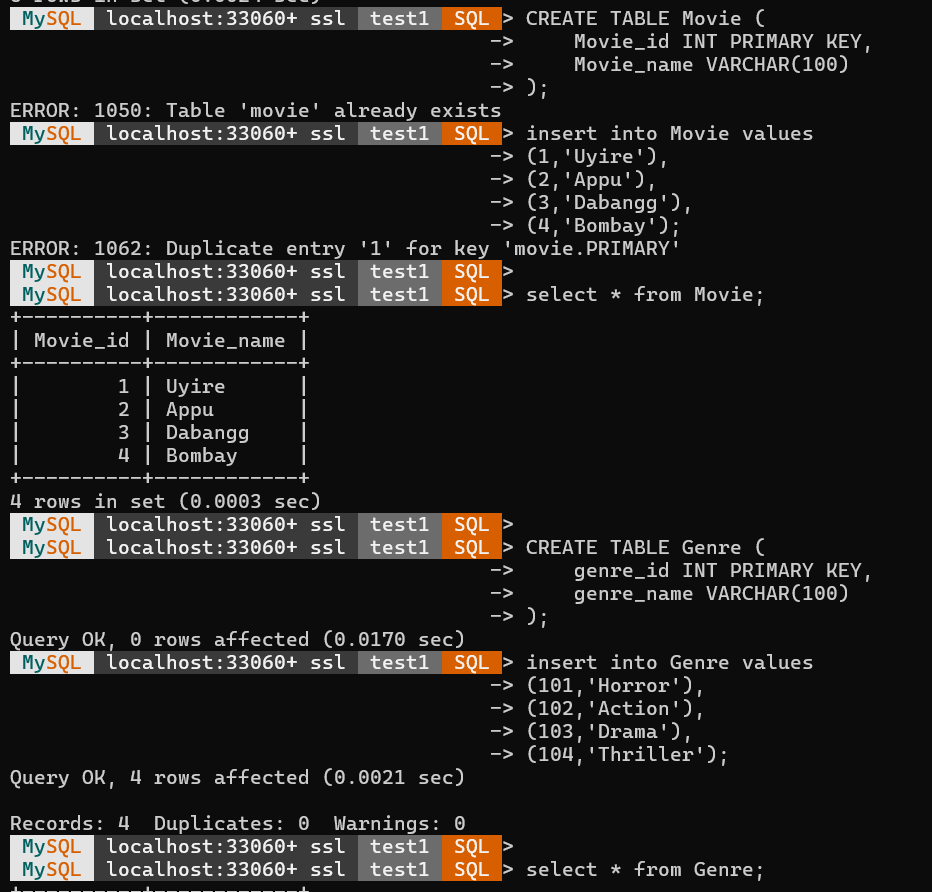 MySQL localhost:33060+ ssl test1 SQL > CREATE TABLE Movie (
-> Movie_id INT PRIMARY KEY,
-> Movie_name VARCHAR(100)
-> );
ERROR: 1050: Table 'movie' already exists
MySQL localhost:33060+ ssl test1 SQL > insert into Movie values
-> (1,'Uyire'),
-> (2,'Appu'),
-> (3,'Dabangg'),
-> (4,'Bombay');
ERROR: 1062: Duplicate entry '1' for key 'movie.PRIMARY'
MySQL localhost:33060+ ssl test1 SQL >
MySQL localhost:33060+ ssl test1 SQL > select * from Movie;
+----------+------------+
| Movie_id | Movie_name |
+----------+------------+
| 1 | Uyire |
| 2 | Appu |
| 3 | Dabangg |
| 4 | Bombay |
+----------+------------+
4 rows in set (0.0003 sec)
MySQL localhost:33060+ ssl test1 SQL >
MySQL localhost:33060+ ssl test1 SQL > CREATE TABLE Genre (
-> genre_id INT PRIMARY KEY,
-> genre_name VARCHAR(100)
-> );
Query OK, 0 rows affected (0.0170 sec)
MySQL localhost:33060+ ssl test1 SQL > insert into Genre values
-> (101,'Horror'),
-> (102,'Action'),
-> (103,'Drama'),
-> (104,'Thriller');
Query OK, 4 rows affected (0.0021 sec)
Records: 4 Duplicates: 0 Warnings: 0
MySQL localhost:33060+ ssl test1 SQL >
MySQL localhost:33060+ ssl test1 SQL > select * from Genre;